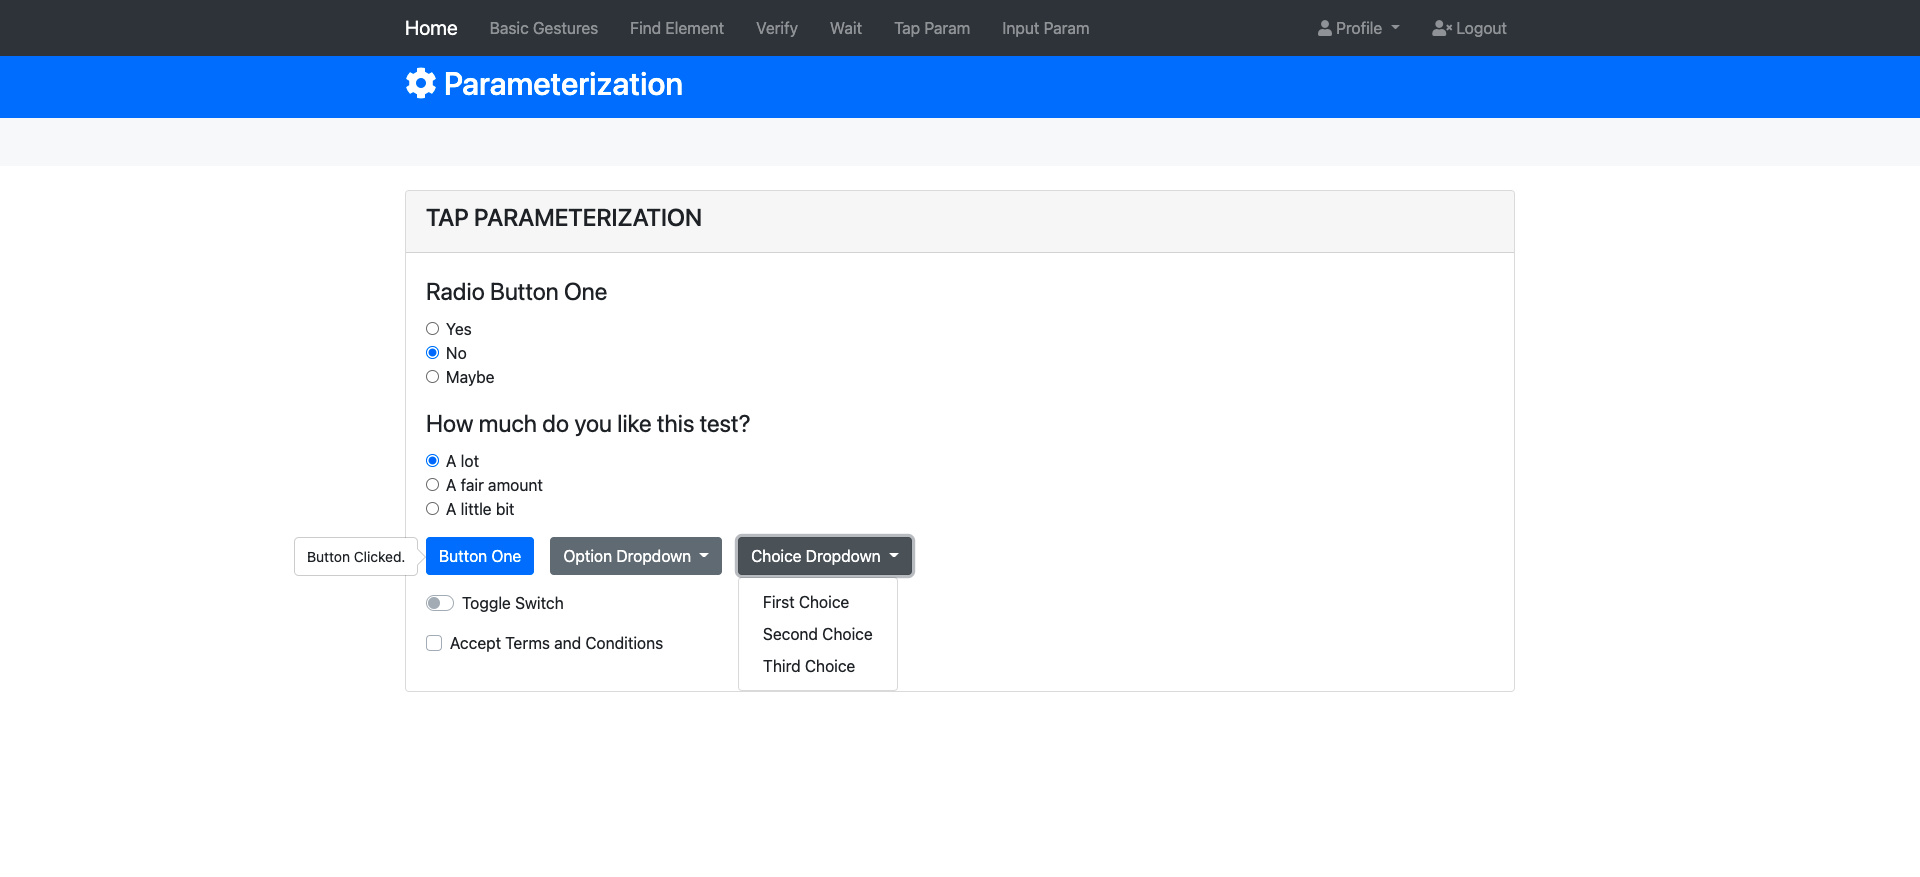 Home Basic Gestures Find Element Verify Wait Tap Param Input Param Profile Logout
Parameterization
TAP PARAMETERIZATION
Radio Button One
Yes
No
Maybe
How much do you like this test?
A lot
A fair amount
A little bit
Button Clicked. Button One Option Dropdown Choice Dropdown
Toggle Switch
Accept Terms and Conditions
First Choice
Second Choice
Third Choice